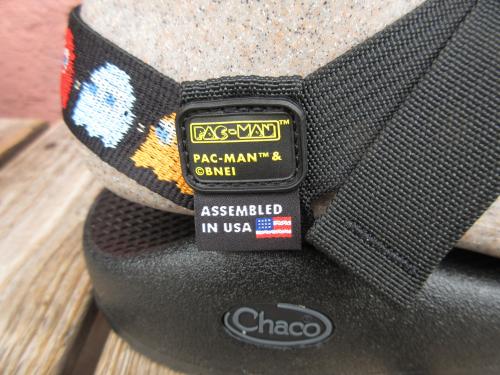 PAC-MAN™
PAC-MAN™ &
©BNEI
ASSEMBLED
IN USA
Chaco